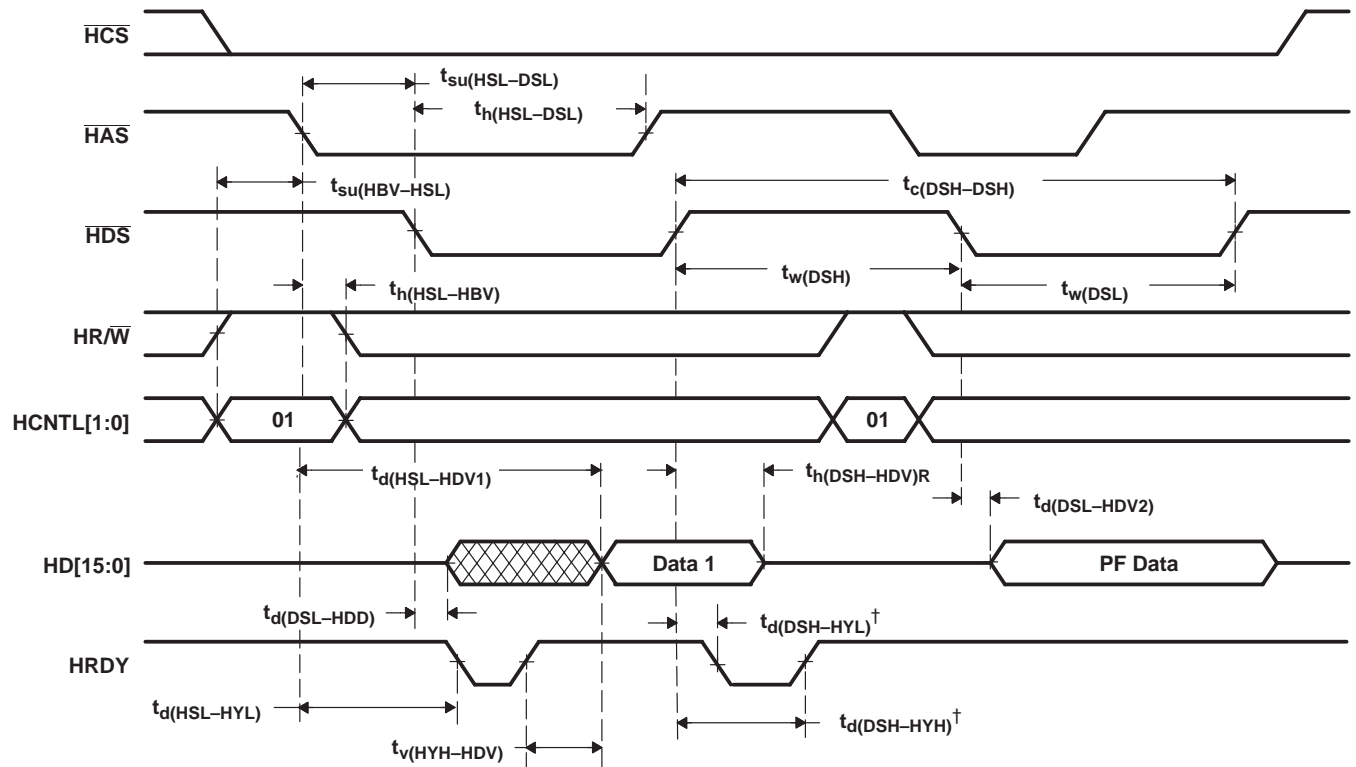 HCS
tsu(HSL–DSL)
th(HSL–DSL)
HAS
tsu(HBV–HSL)
tc(DSH–DSH)
HDS
tw(DSH)
th(HSL–HBV)
tw(DSL)
HR/W
HCNTL[1:0]
01
01
td(HSL–HDV1)
th(DSH–HDV)R
td(DSL–HDV2)
HD[15:0]
Data 1
PF Data
td(DSL–HDD)
td(DSH–HYL)†
HRDY
td(HSL–HYL)
td(DSH–HYH)†
tv(HYH–HDV)